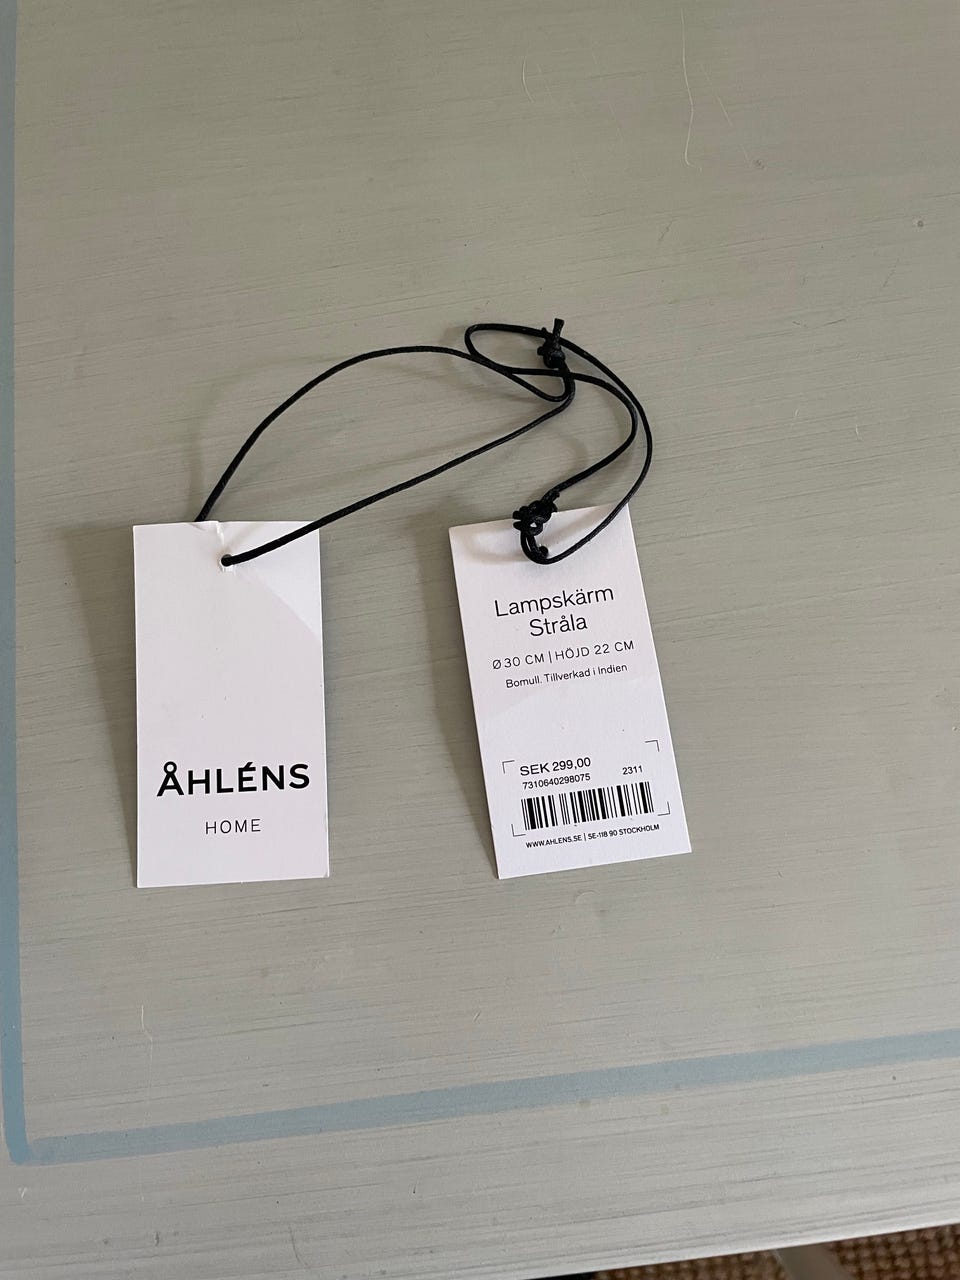 ÅHLÉNS
HOME
Lampskärm
Stråla
Ø 30 CM | HÖJD 22 CM
Bomull. Tillverkad i Indien
SEK 299,00
7310640298075 2311
WWW.AHLENS.SE | SE-118 90 STOCKHOLM